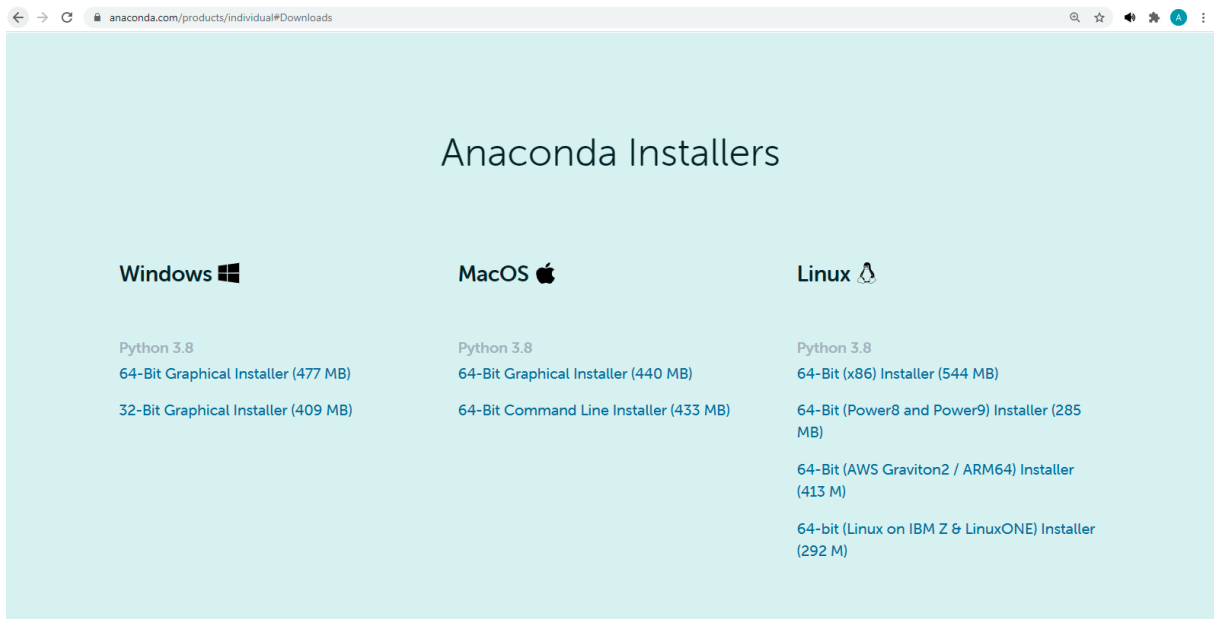 anaconda.com/products/individual#Downloads
A
Anaconda Installers
Windows
Python 3.8
64-Bit Graphical Installer (477 MB)
32-Bit Graphical Installer (409 MB)
MacOS
Python 3.8
64-Bit Graphical Installer (440 MB)
64-Bit Command Line Installer (433 MB)
Linux
Python 3.8
64-Bit (x86) Installer (544 MB)
64-Bit (Power8 and Power9) Installer (285
MB)
64-Bit (AWS Graviton2 / ARM64) Installer
(413 M)
64-bit (Linux on IBM Z & LinuxONE) Installer
(292 M)